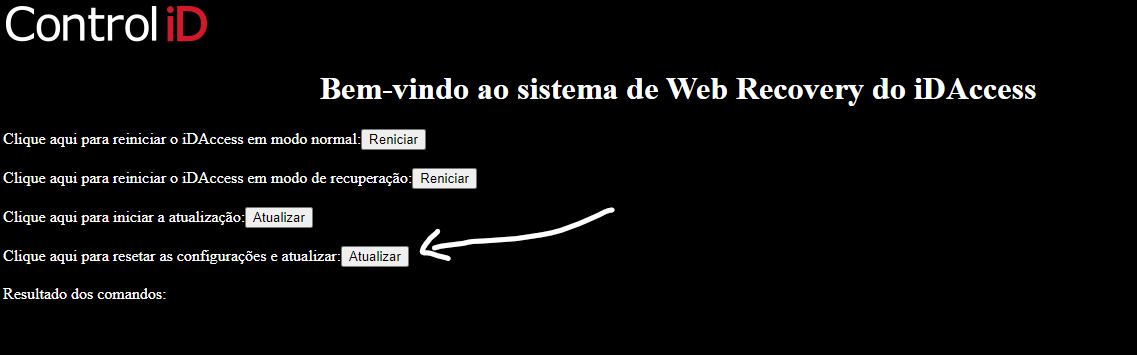 Control iD
Bem-vindo ao sistema de Web Recovery do iDAccess
Clique aqui para reiniciar o iDAccess em modo normal: Reniciar
Clique aqui para reiniciar o iDAccess em modo de recuperação: Reniciar
Clique aqui para iniciar a atualização: Atualizar
Clique aqui para resetar as configurações e atualizar: Atualizar
Resultado dos comandos: